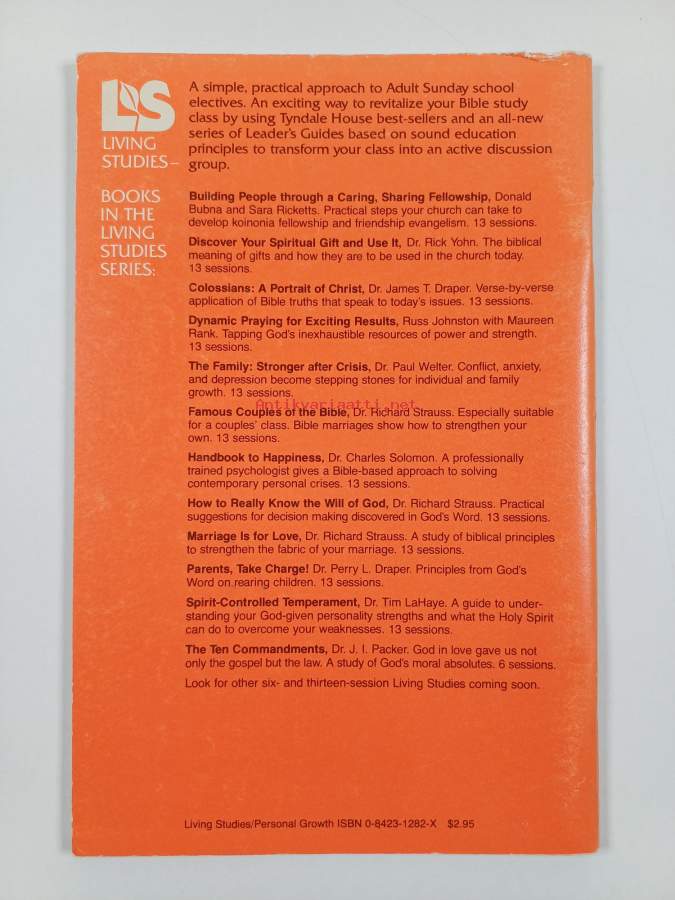 LS
LIVING
STUDIES–
BOOKS
IN THE
LIVING
STUDIES
SERIES:
A simple, practical approach to Adult Sunday school
electives. An exciting way to revitalize your Bible study
class by using Tyndale House best-sellers and an all-new
series of Leader's Guides based on sound education
principles to transform your class into an active discussion
group.
Building People through a Caring, Sharing Fellowship, Donald
Bubna and Sara Ricketts. Practical steps your church can take to
develop koinonia fellowship and friendship evangelism. 13 sessions.
Discover Your Spiritual Gift and Use It, Dr. Rick Yohn. The biblical
meaning of gifts and how they are to be used in the church today.
13 sessions.
Colossians: A Portrait of Christ, Dr. James T. Draper. Verse-by-verse
application of Bible truths that speak to today's issues. 13 sessions.
Dynamic Praying for Exciting Results, Russ Johnston with Maureen
Rank. Tapping God's inexhaustible resources of power and strength.
13 sessions.
The Family: Stronger after Crisis, Dr. Paul Welter. Conflict, anxiety,
and depression become stepping stones for individual and family
growth. 13 sessions.
Antikvariaatti.net
Famous Couples of the Bible, Dr. Richard Strauss. Especially suitable
for a couples' class. Bible marriages show how to strengthen your
own. 13 sessions.
Handbook to Happiness, Dr. Charles Solomon. A professionally
trained psychologist gives a Bible-based approach to solving
contemporary personal crises. 13 sessions.
How to Really Know the Will of God, Dr. Richard Strauss. Practical
suggestions for decision making discovered in God's Word. 13 sessions.
Marriage Is for Love, Dr. Richard Strauss. A study of biblical principles
to strengthen the fabric of your marriage. 13 sessions.
Parents, Take Charge! Dr. Perry L. Draper. Principles from God's
Word on rearing children. 13 sessions.
Spirit-Controlled Temperament, Dr. Tim LaHaye. A guide to under-
standing your God-given personality strengths and what the Holy Spirit
can do to overcome your weaknesses. 13 sessions.
The Ten Commandments, Dr. J. I. Packer. God in love gave us not
only the gospel but the law. A study of God's moral absolutes. 6 sessions.
Look for other six- and thirteen-session Living Studies coming soon.
Living Studies/Personal Growth ISBN 0-8423-1282-X $2.95